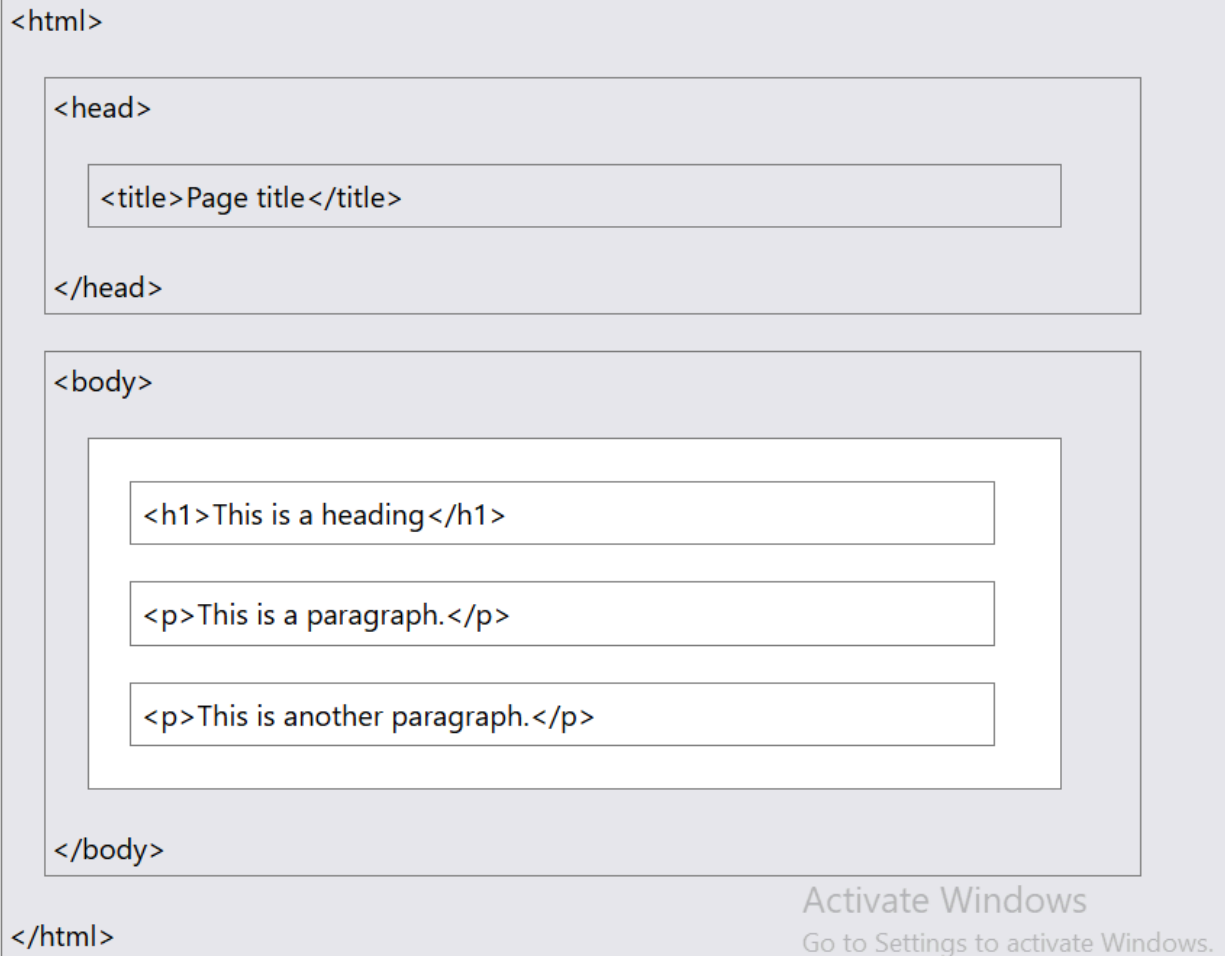 <html>
<head>
<title>Page title</title>
</head>
<body>
<h1>This is a heading</h1>
<p>This is a paragraph.</p>
<p>This is another paragraph.</p>
</body>
</html>
Activate Windows
Go to Settings to activate Windows.